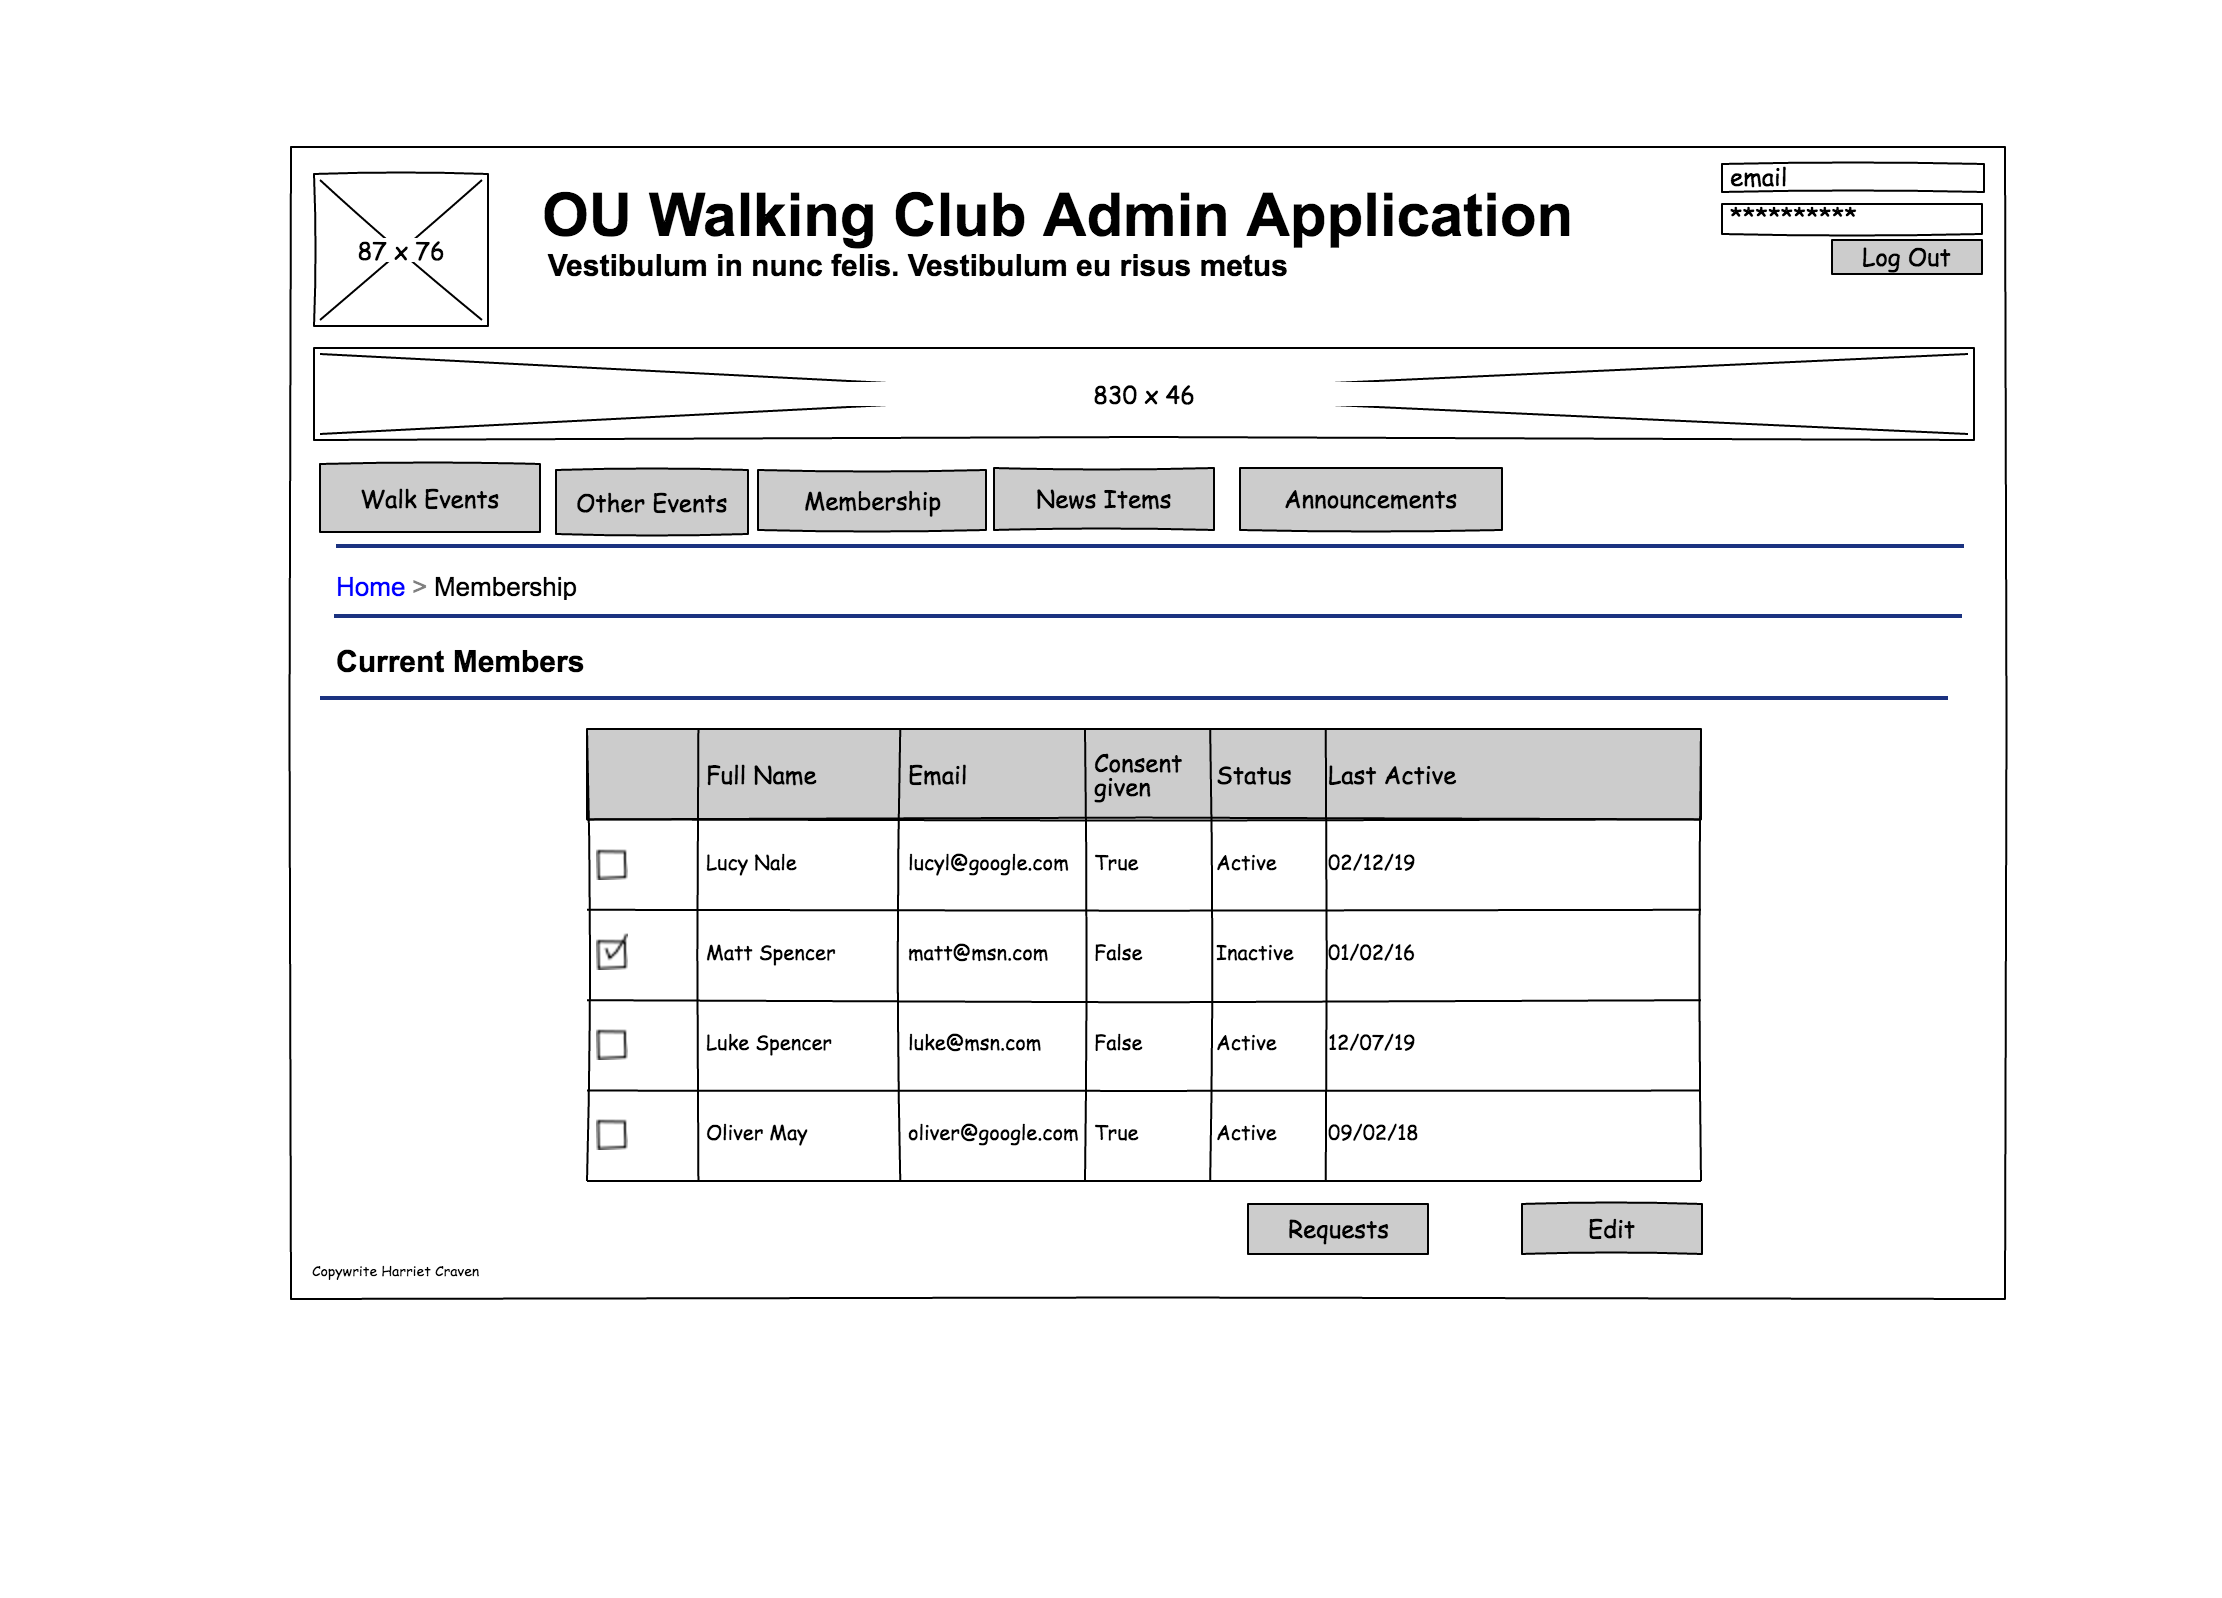 email
OU Walking Club Admin Application
**********
87 x 76
Vestibulum in nunc felis. Vestibulum eu risus metus
Log Out
830 x 46
Walk Events Other Events Membership News Items Announcements
Home > Membership
Current Members
Full Name Email Consent given Status Last Active
Lucy Nale lucyl@google.com True Active 02/12/19
Matt Spencer matt@msn.com False Inactive 01/02/16
Luke Spencer luke@msn.com False Active 12/07/19
Oliver May oliver@google.com True Active 09/02/18
Requests Edit
Copywrite Harriet Craven